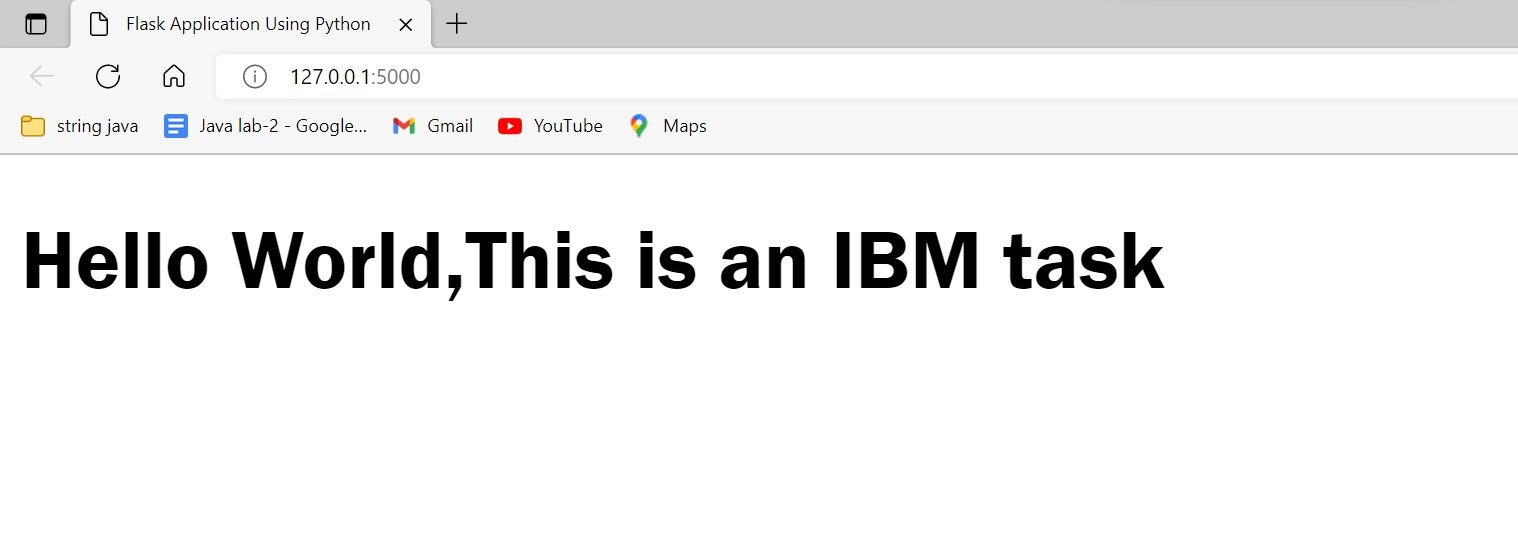 Flask Application Using Python
127.0.0.1:5000
string java Java lab-2 - Google... Gmail YouTube Maps
Hello World,This is an IBM task